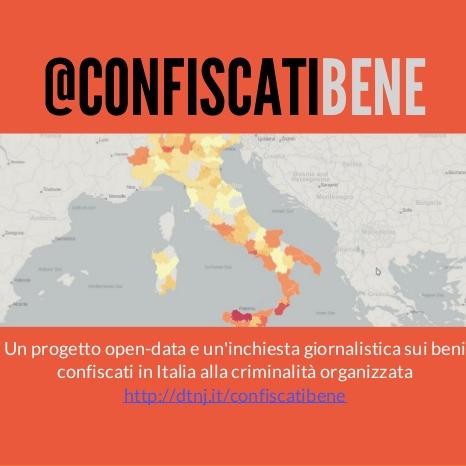 @CONFISCATIBENE
Palermo
Un progetto open-data e un'inchiesta giornalistica sui beni
confiscati in Italia alla criminalità organizzata
http://dtnj.it/confiscatibene